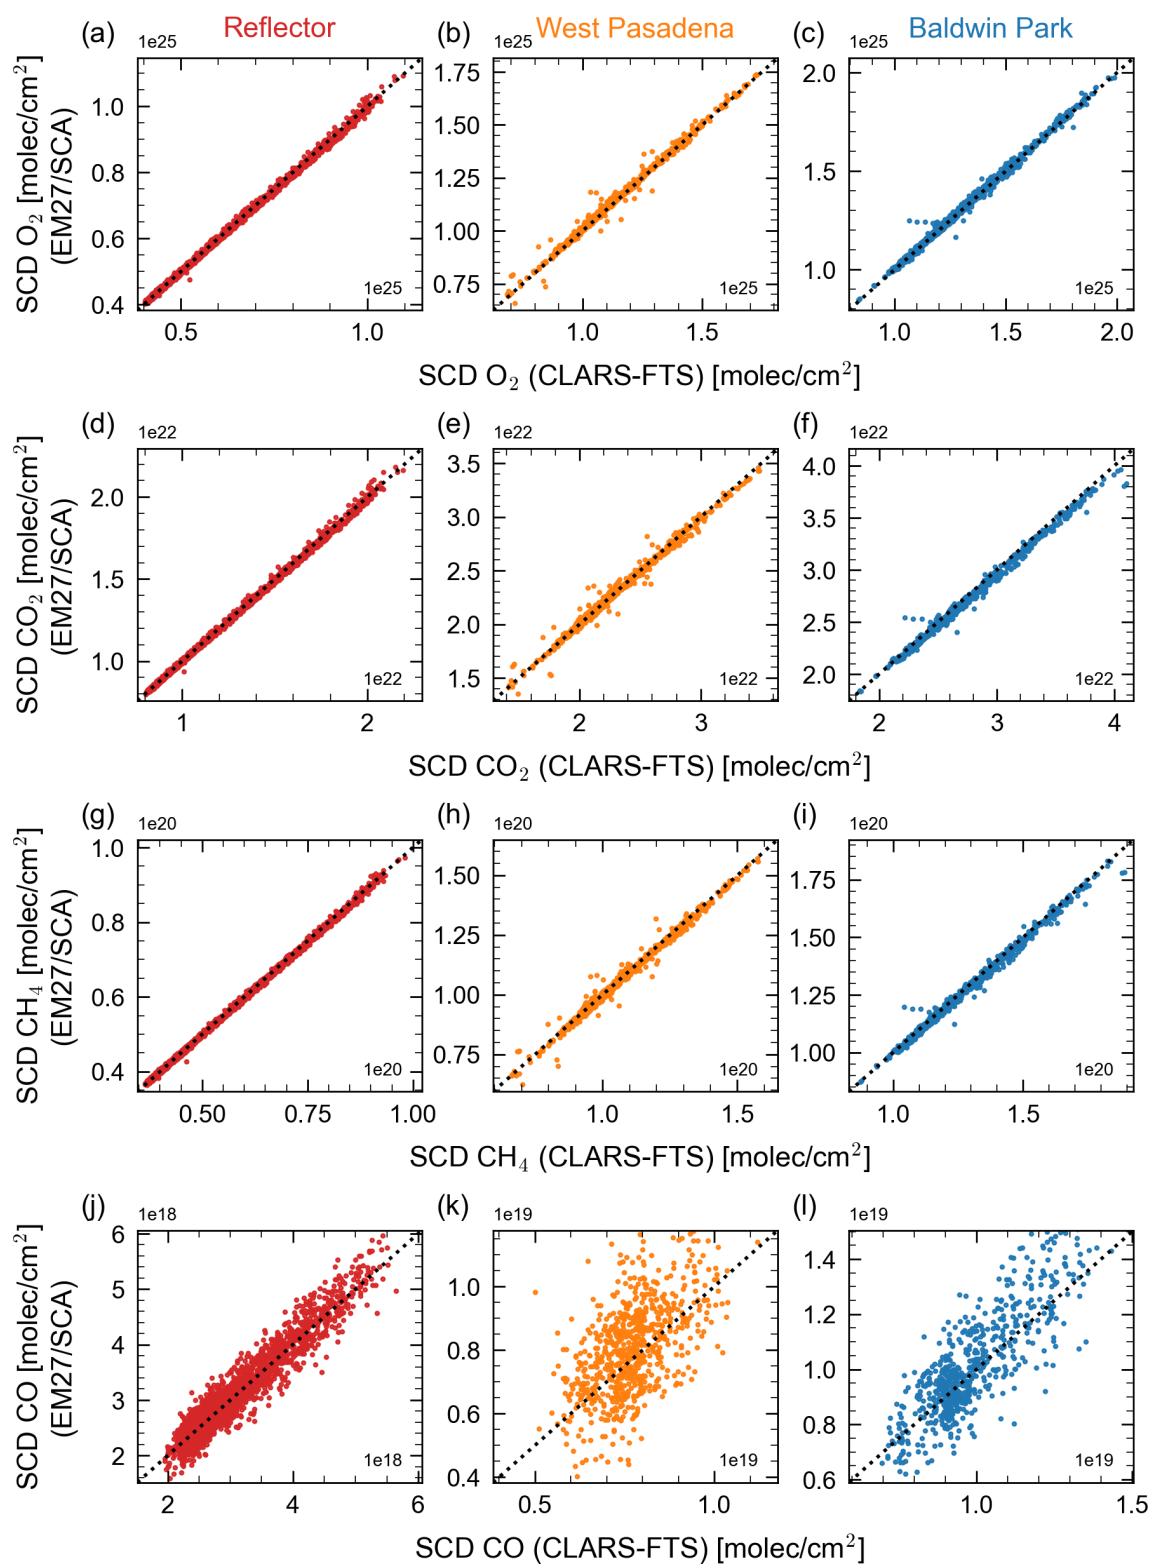 (a) Reflector (b) West Pasadena (c) Baldwin Park
1e25 1e25 1e25
SCD O₂ [molec/cm²]
(EM27/SCA)
1.0
0.8
0.6
0.4
1e25
0.5 1.0
1.75
1.50
1.25
1.00
0.75
1e25
1.0 1.5
2.0
1.5
1.0
1e25
1.0 1.5 2.0
SCD O₂ (CLARS-FTS) [molec/cm²]
(d) (e) (f)
1e22 1e22 1e22
SCD CO₂ [molec/cm²]
(EM27/SCA)
2.0
1.5
1.0
1e22
1 2
3.5
3.0
2.5
2.0
1.5
1e22
2 3
4.0
3.5
3.0
2.5
2.0
1e22
2 3 4
SCD CO₂ (CLARS-FTS) [molec/cm²]
(g) (h) (i)
1e20 1e20 1e20
SCD CH₄ [molec/cm²]
(EM27/SCA)
1.0
0.8
0.6
0.4
1e20
0.50 0.75 1.00
1.50
1.25
1.00
0.75
1e20
1.0 1.5
1.75
1.50
1.25
1.00
1e20
1.0 1.5
SCD CH₄ (CLARS-FTS) [molec/cm²]
(j) (k) (l)
1e18 1e19 1e19
SCD CO [molec/cm²]
(EM27/SCA)
6
5
4
3
2
1e18
2 4 6
1.0
0.8
0.6
0.4
1e19
0.5 1.0
1.4
1.2
1.0
0.8
0.6
1e19
1.0 1.5
SCD CO (CLARS-FTS) [molec/cm²]